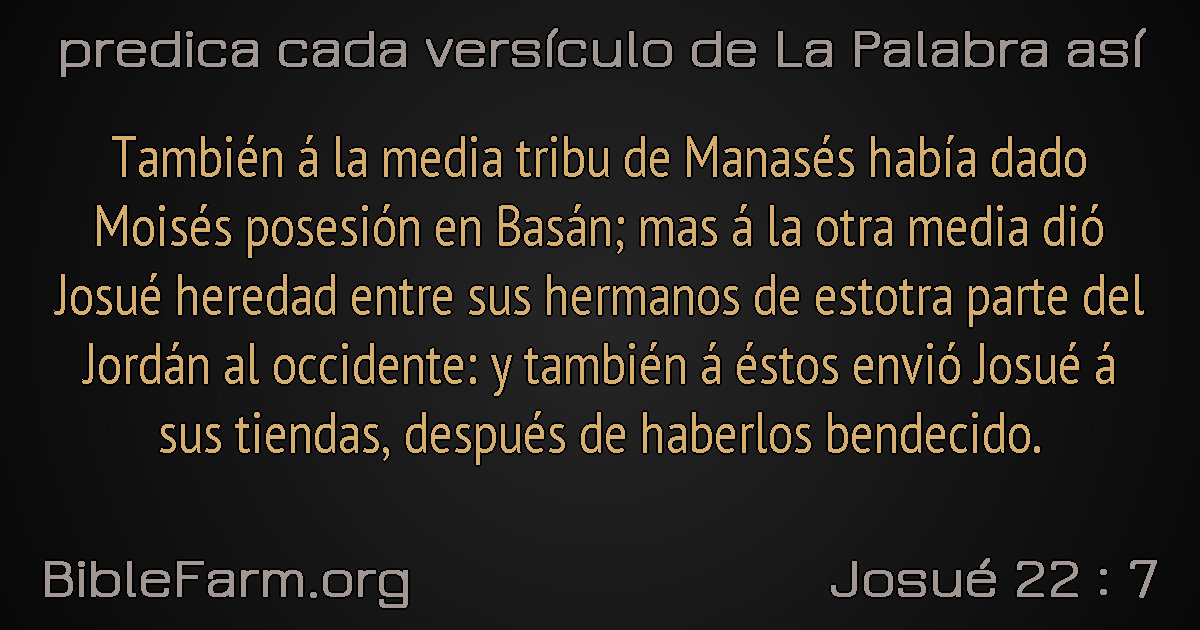 predica cada versículo de La Palabra así
También á la media tribu de Manasés había dado
Moisés posesión en Basán; mas á la otra media dió
Josué heredad entre sus hermanos de estotra parte del
Jordán al occidente: y también á éstos envió Josué á
sus tiendas, después de haberlos bendecido.
BibleFarm.org
Josué 22 : 7